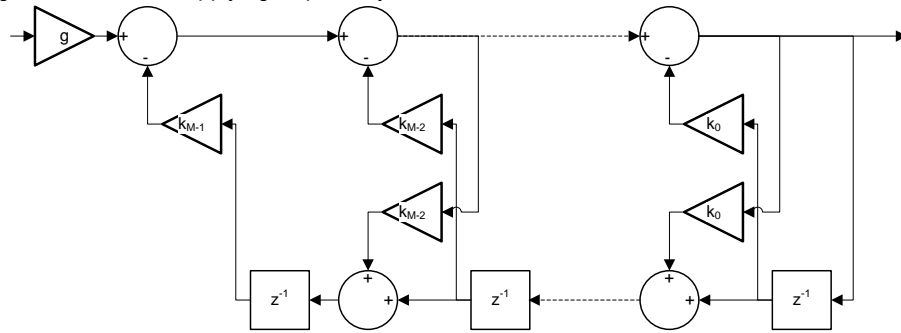 g + + +
- - -
k_{M-1} k_{M-2} k_0
k_{M-2} k_0
+ +
z^{-1} + z^{-1} + z^{-1}